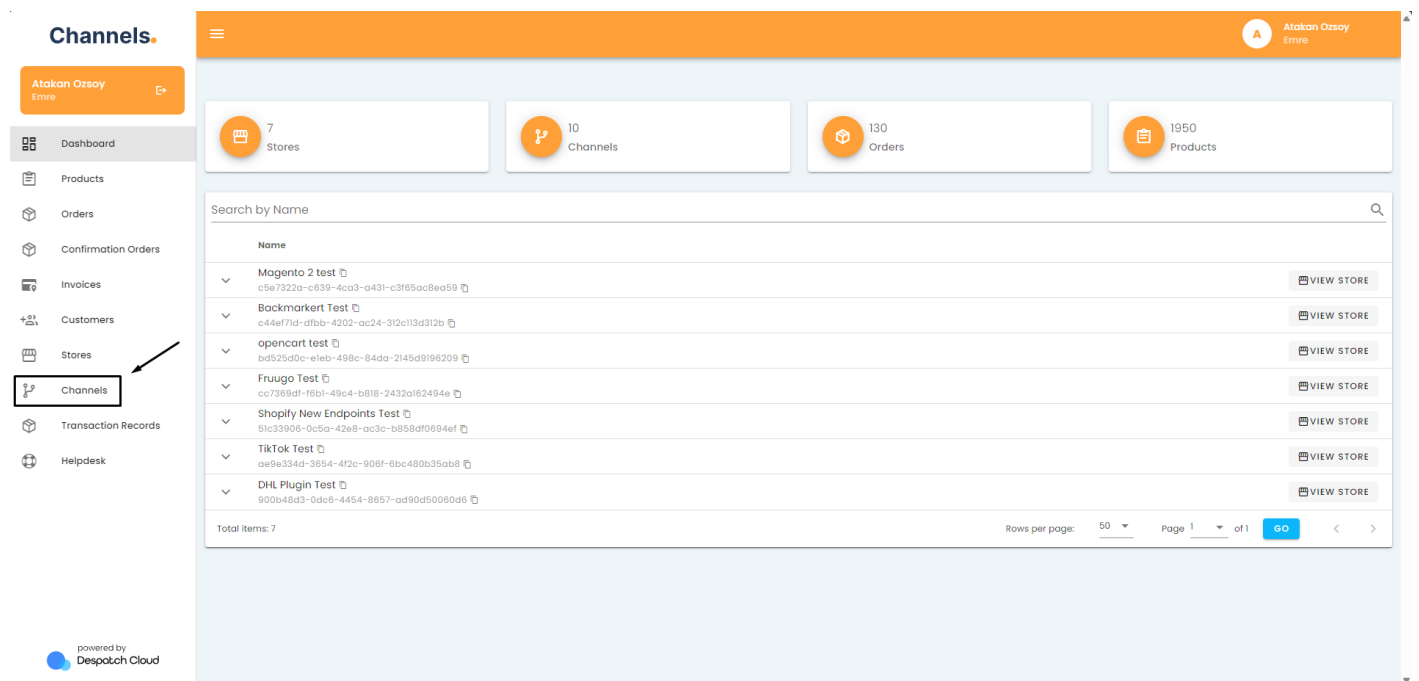 Channels.
Atakan Ozsoy
Emre
Dashboard
Products
Orders
Confirmation Orders
Invoices
Customers
Stores
Channels
Transaction Records
Helpdesk
powered by
Despatch Cloud
A
Atakan Ozsoy
Emre
7
Stores
10
Channels
130
Orders
1950
Products
Search by Name
Name
Magento 2 test
c5e7322a-c639-4ca3-a431-c3f65ac8ea59
VIEW STORE
Backmarkert Test
c44ef71d-dfbb-4202-ac24-312c113d312b
VIEW STORE
opencart test
bd525d0c-e1eb-498c-84da-2145d9196209
VIEW STORE
Fruugo Test
cc7369df-f6b1-49c4-b818-2432a162494e
VIEW STORE
Shopify New Endpoints Test
51c33906-0c5a-42e8-ac3c-b858df0694ef
VIEW STORE
TikTok Test
ae9e334d-3654-4f2c-906f-6bc480b35ab8
VIEW STORE
DHL Plugin Test
900b48d3-0dc6-4454-8657-ad90d50060d6
VIEW STORE
Total items: 7
Rows per page: 50
Page 1 of 1
GO